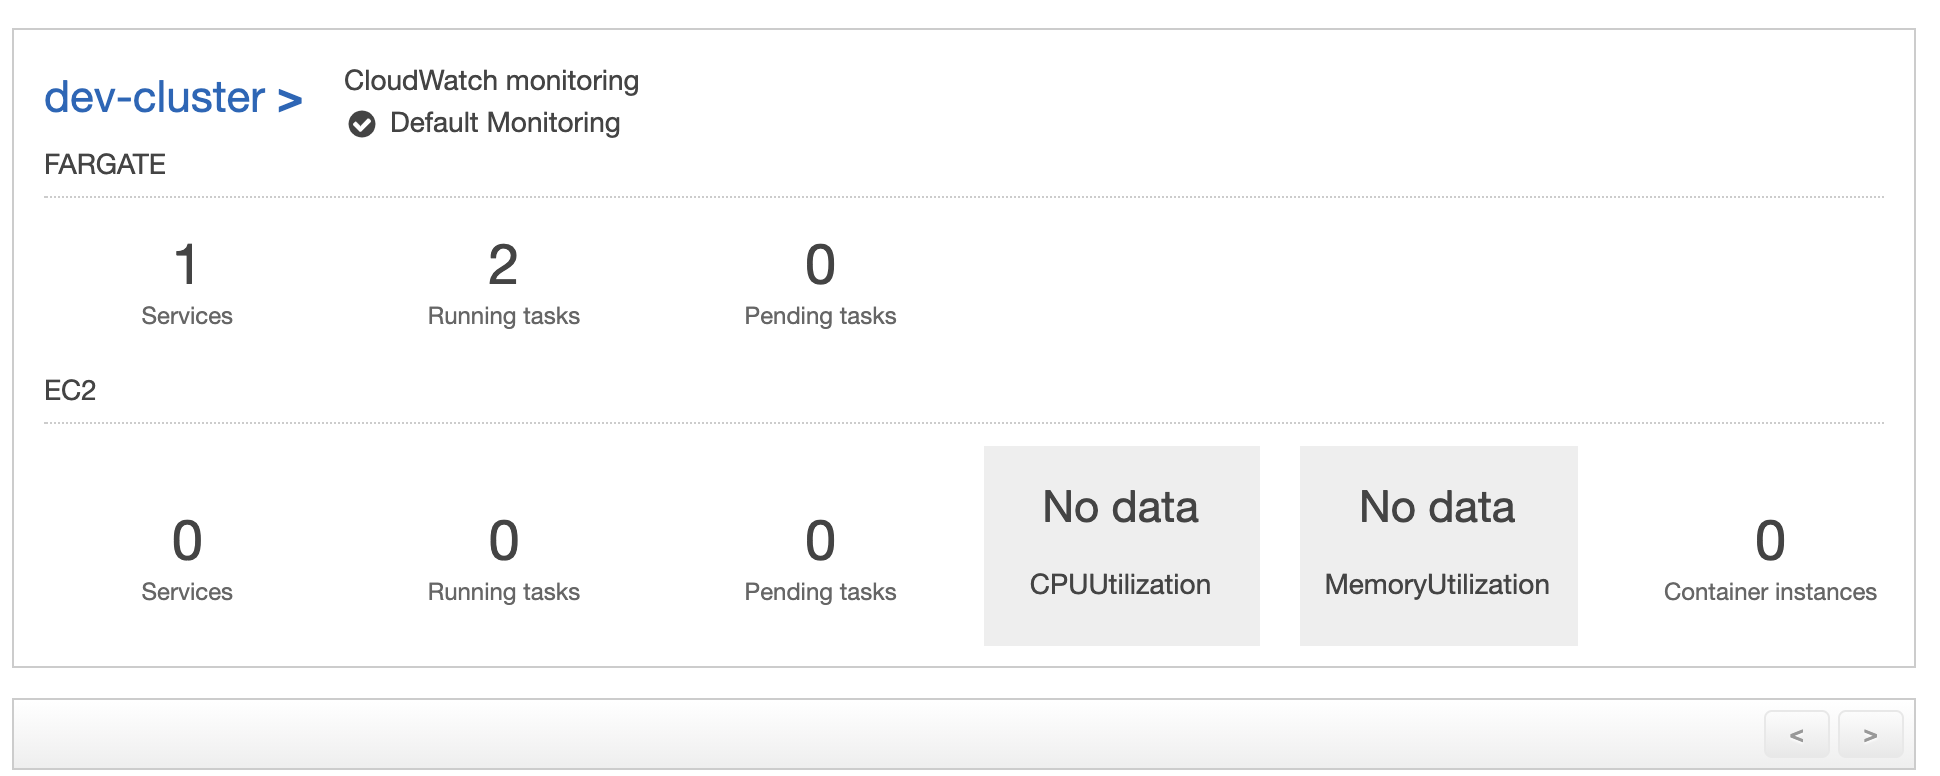 dev-cluster >
CloudWatch monitoring
Default Monitoring
FARGATE
1
Services
2
Running tasks
0
Pending tasks
EC2
0
Services
0
Running tasks
0
Pending tasks
No data
CPUUtilization
No data
MemoryUtilization
0
Container instances
< >